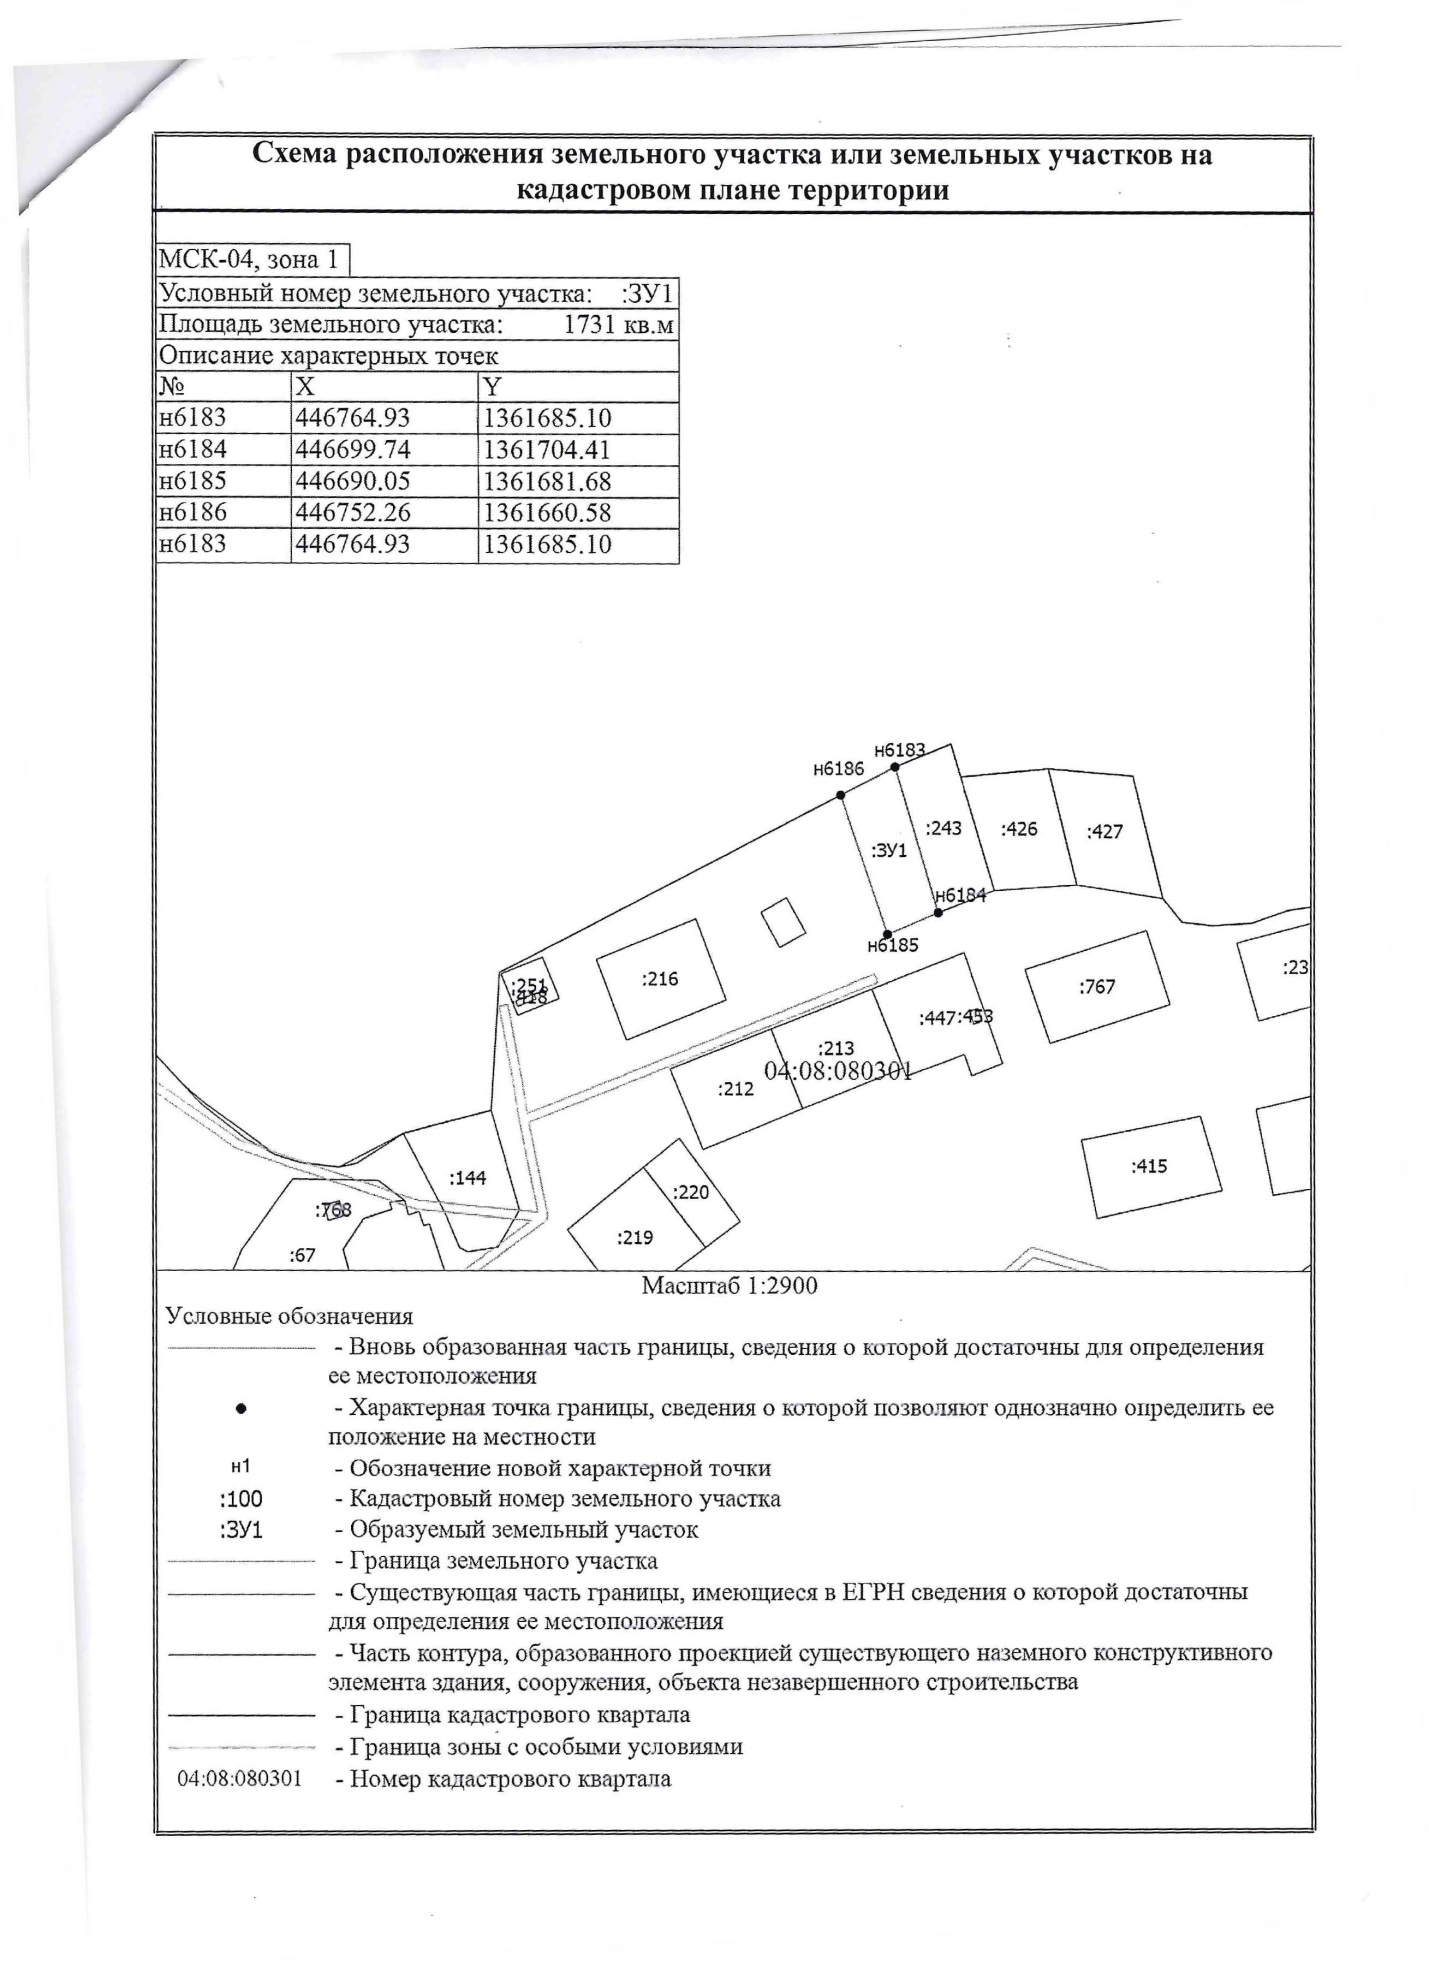 Схема расположения земельного участка или земельных участков на
кадастровом плане территории
МСК-04, зона 1
Условный номер земельного участка: :ЗУ1
Площадь земельного участка: 1731 кв.м
Описание характерных точек
№ X Y
н6183 446764.93 1361685.10
н6184 446699.74 1361704.41
н6185 446690.05 1361681.68
н6186 446752.26 1361660.58
н6183 446764.93 1361685.10
н6183
н6186
:243
:426
:427
:ЗУ1
н6184
н6185
:251
:418
:216
:767
:23
:447
:453
:213
04:08:080301
:212
:144
:415
:220
:768
:219
:67
Масштаб 1:2900
Условные обозначения
- Вновь образованная часть границы, сведения о которой достаточны для определения
ее местоположения
- Характерная точка границы, сведения о которой позволяют однозначно определить ее
положение на местности
н1 - Обозначение новой характерной точки
:100 - Кадастровый номер земельного участка
:ЗУ1 - Образуемый земельный участок
- Граница земельного участка
- Существующая часть границы, имеющиеся в ЕГРН сведения о которой достаточны
для определения ее местоположения
- Часть контура, образованного проекцией существующего наземного конструктивного
элемента здания, сооружения, объекта незавершенного строительства
- Граница кадастрового квартала
- Граница зоны с особыми условиями
04:08:080301 - Номер кадастрового квартала